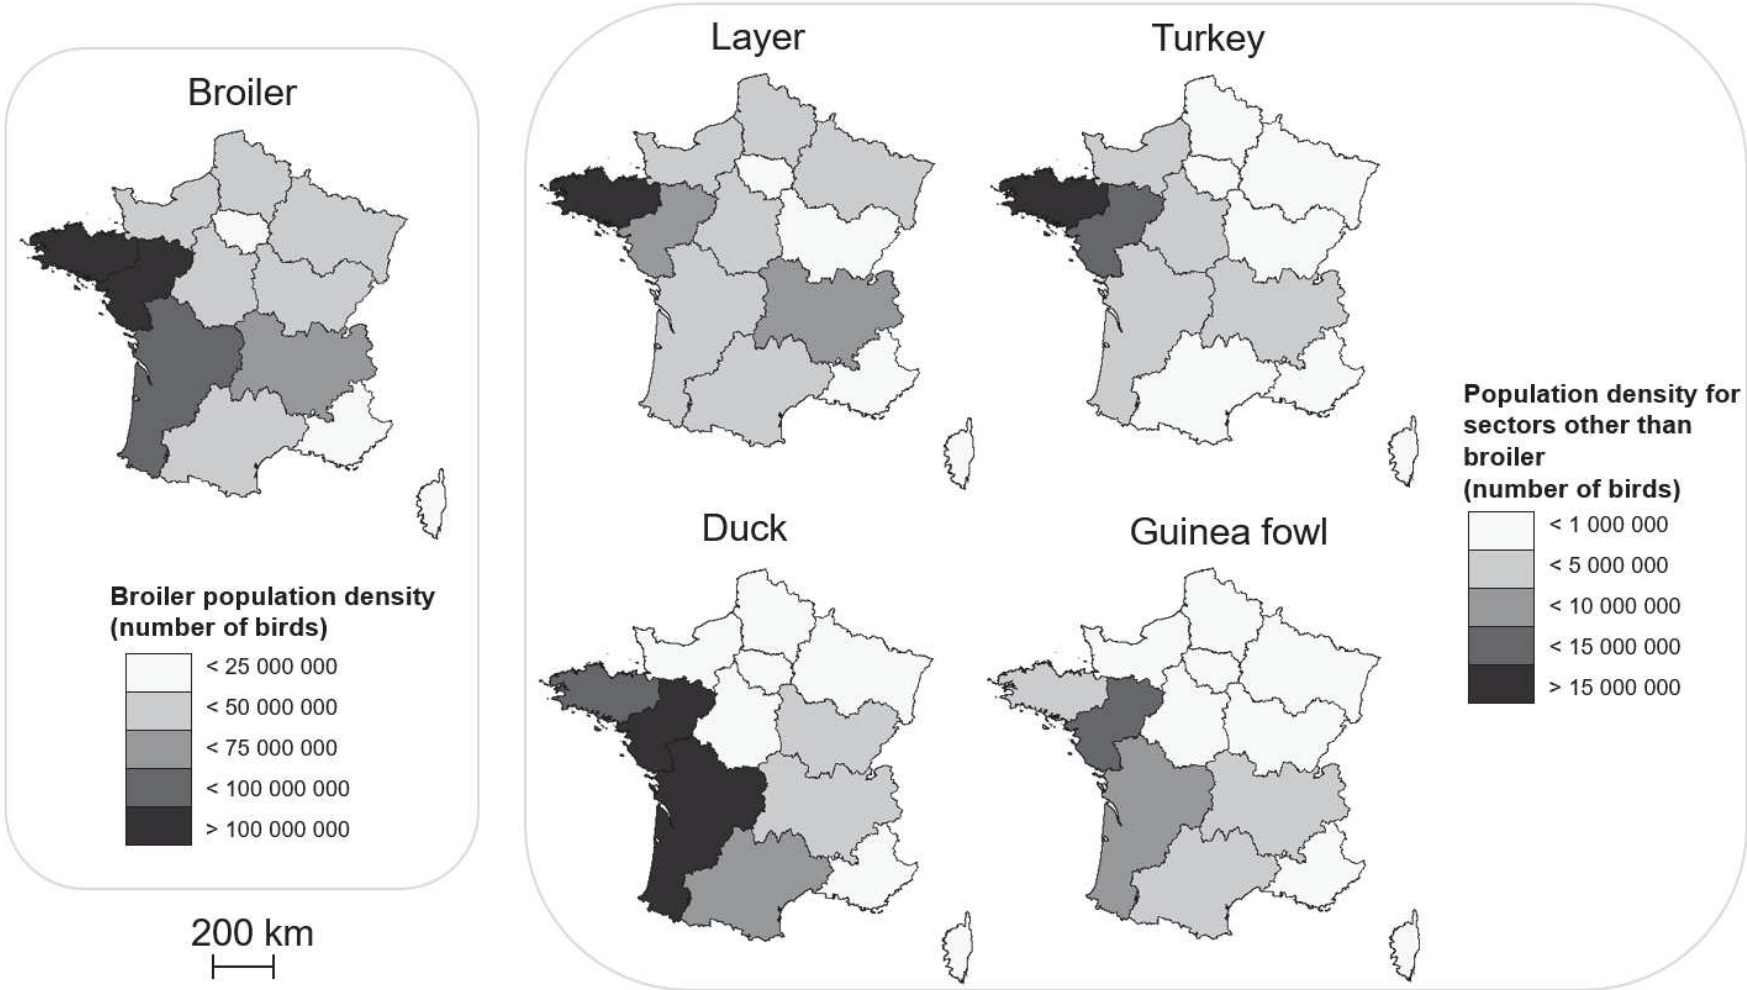 Broiler
Broiler population density
(number of birds)
< 25 000 000
< 50 000 000
< 75 000 000
< 100 000 000
> 100 000 000
200 km
Layer
Turkey
Duck
Guinea fowl
Population density for
sectors other than
broiler
(number of birds)
< 1 000 000
< 5 000 000
< 10 000 000
< 15 000 000
> 15 000 000